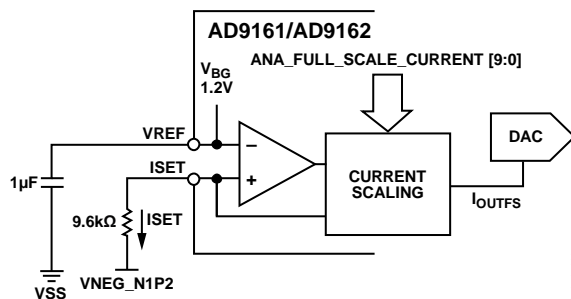 AD9161/AD9162
VBG
1.2V
ANA_FULL_SCALE_CURRENT [9:0]
VREF
–
DAC
1µF
ISET
+
CURRENT
SCALING
IOUTFS
9.6kΩ
ISET
VSS
VNEG_N1P2